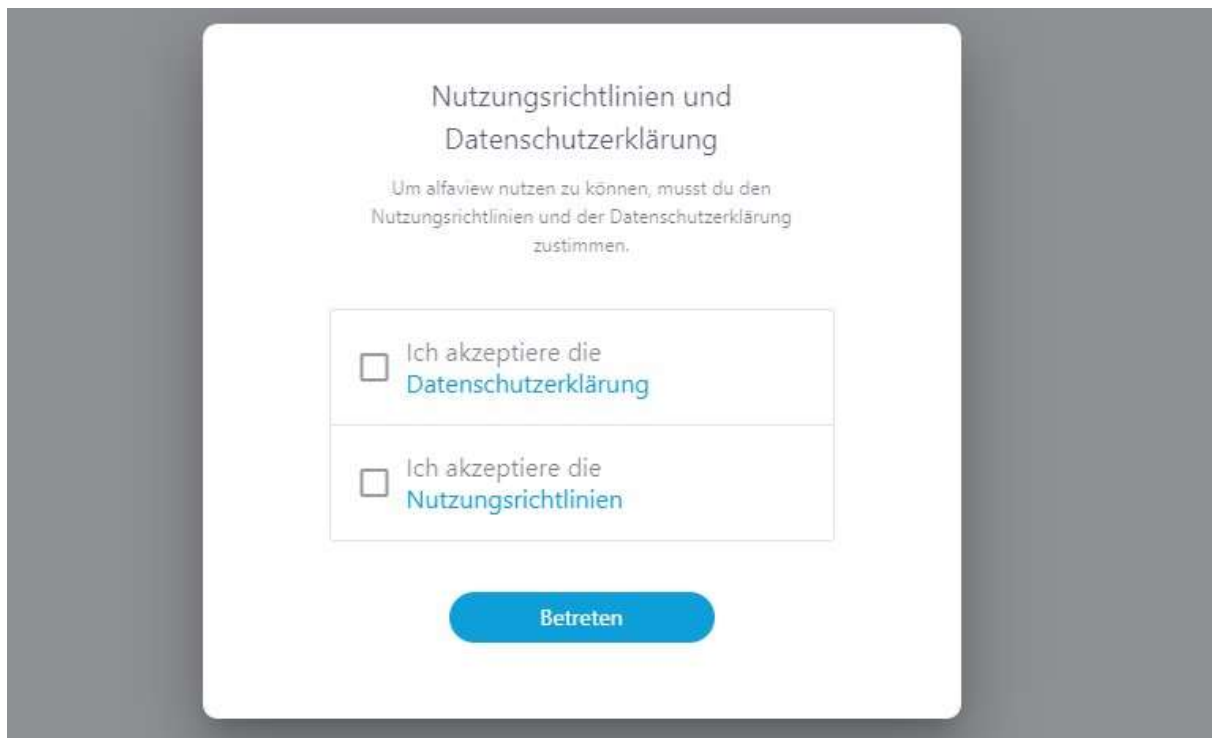 Nutzungsrichtlinien und
Datenschutzerklärung
Um alfaview nutzen zu können, musst du den
Nutzungsrichtlinien und der Datenschutzerklärung
zustimmen.
Ich akzeptiere die
Datenschutzerklärung
Ich akzeptiere die
Nutzungsrichtlinien
Betreten